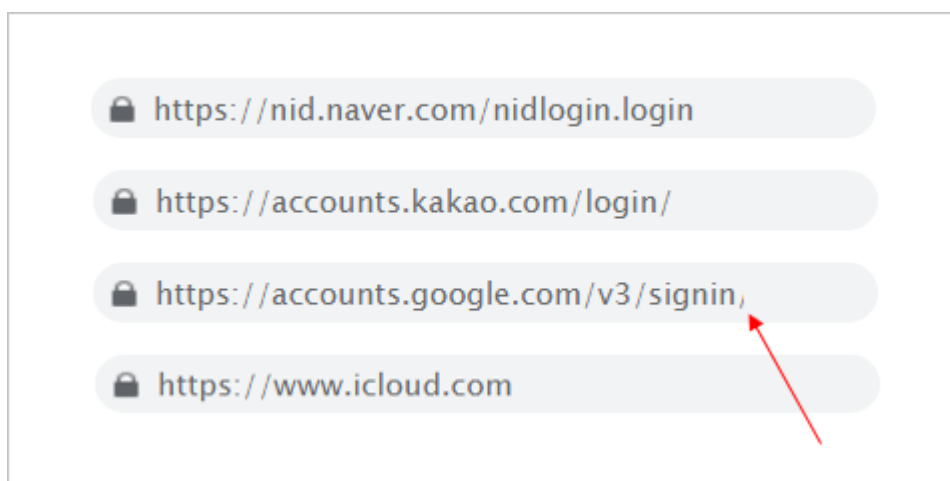 https://nid.naver.com/nidlogin.login
https://accounts.kakao.com/login/
https://accounts.google.com/v3/signin/
https://www.icloud.com